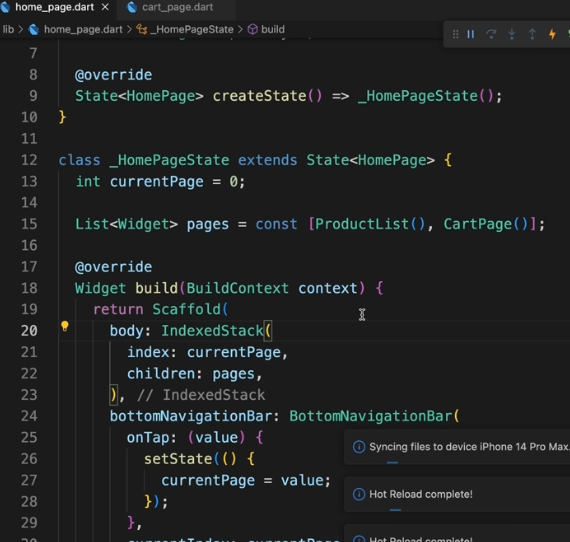 home_page.dart × cart_page.dart
lib > home_page.dart > _HomePageState > build
7
8 @override
9 State<HomePage> createState() => _HomePageState();
10 }
11
12 class _HomePageState extends State<HomePage> {
13 int currentPage = 0;
14
15 List<Widget> pages = const [ProductList(), CartPage()];
16
17 @override
18 Widget build(BuildContext context) {
19 return Scaffold(
20 body: IndexedStack(
21 index: currentPage,
22 children: pages,
23 ), // IndexedStack
24 bottomNavigationBar: BottomNavigationBar(
25 onTap: (value) {
Syncing files to device iPhone 14 Pro Max
26 setState(() {
27 currentPage = value;
28 });
Hot Reload complete!
29 },
Hot Reload complete!